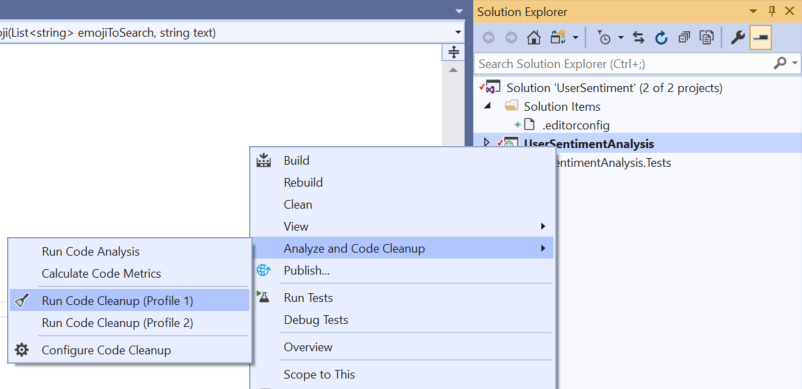 Solution Explorer
ji(List<string> emojiToSearch, string text)
Search Solution Explorer (Ctrl+;)
Solution 'UserSentiment' (2 of 2 projects)
Solution Items
.editorconfig
UserSentimentAnalysis
entimentAnalysis.Tests
Build
Rebuild
Clean
View
Analyze and Code Cleanup
Publish...
Run Tests
Debug Tests
Overview
Scope to This
Run Code Analysis
Calculate Code Metrics
Run Code Cleanup (Profile 1)
Run Code Cleanup (Profile 2)
Configure Code Cleanup